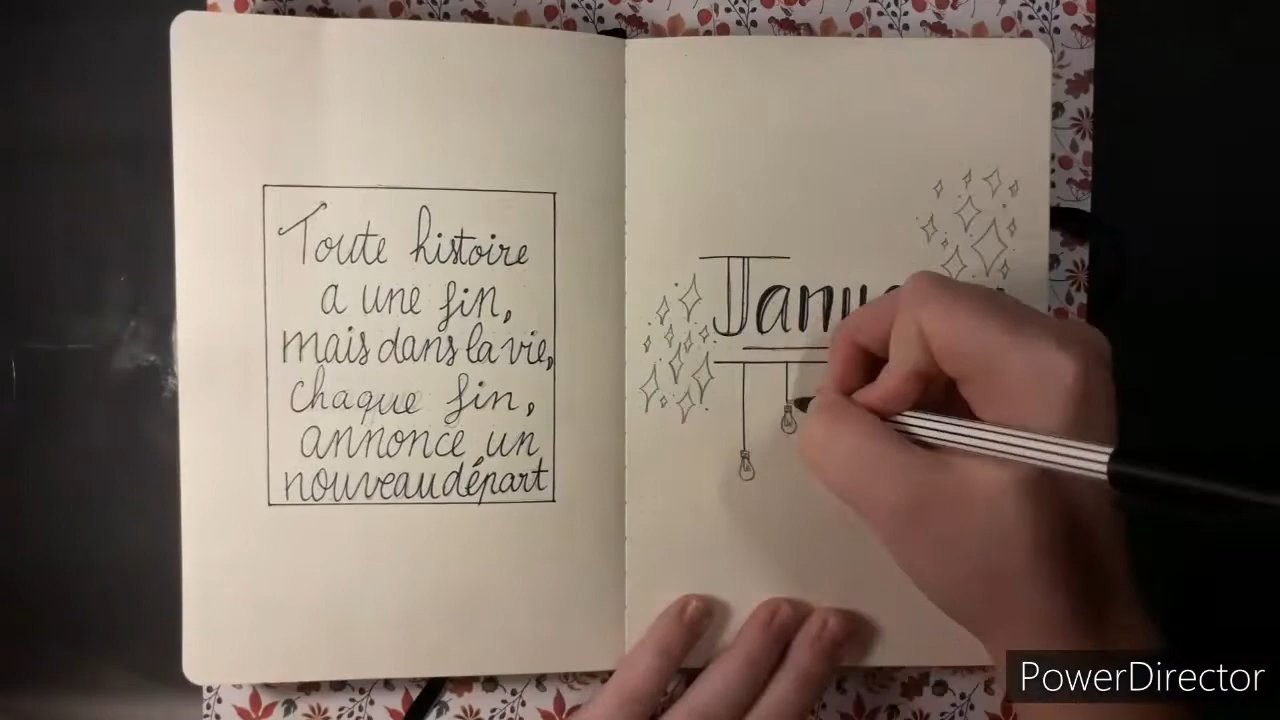 Toute histoire
a une fin,
mais dans la vie,
chaque fin,
annonce un
nouveau départ
PowerDirector